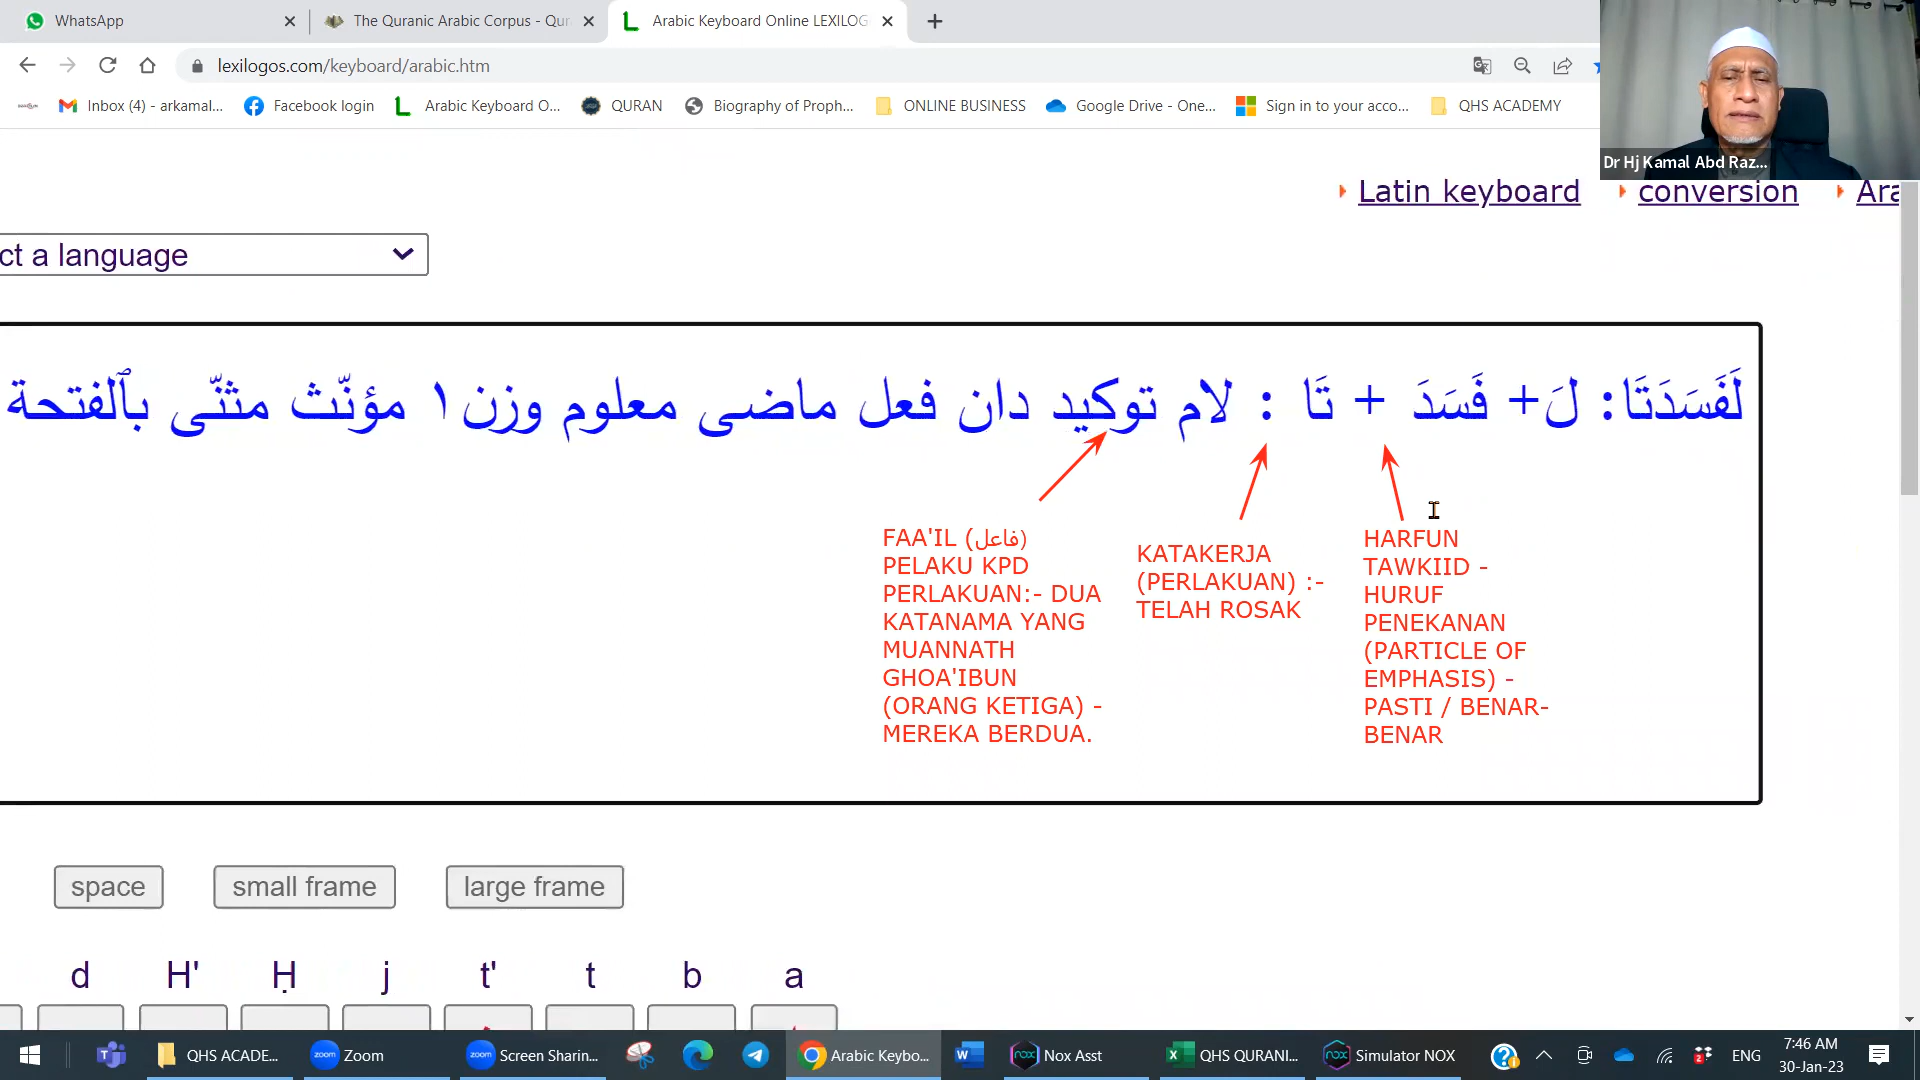 WhatsApp
The Quranic Arabic Corpus - Qur
Arabic Keyboard Online LEXILOG
lexilogos.com/keyboard/arabic.htm
Inbox (4) - arkamal...
Facebook login
Arabic Keyboard O...
QURAN
Biography of Proph...
ONLINE BUSINESS
Google Drive - One...
Sign in to your acco...
QHS ACADEMY
Dr Hj Kamal Abd Raz...
Latin keyboard
conversion
Ara
ct a language
لَفَسَدَتَا: لَ+ فَسَدَ + تَا : لام توكيد دان فعل ماضى معلوم وزن١ مؤنّث مثنّى بٱلفتحة
FAA'IL (فاعل)
PELAKU KPD
PERLAKUAN:- DUA
KATANAMA YANG
MUANNATH
GHOA'IBUN
(ORANG KETIGA) -
MEREKA BERDUA.
KATAKERJA
(PERLAKUAN) :-
TELAH ROSAK
HARFUN
TAWKIID -
HURUF
PENEKANAN
(PARTICLE OF
EMPHASIS) -
PASTI / BENAR-
BENAR
space
small frame
large frame
d H' Ḥ j t' t b a
QHS ACADE...
Zoom
Screen Sharin...
Arabic Keybo...
Nox Asst
QHS QURANI...
Simulator NOX
ENG
7:46 AM
30-Jan-23